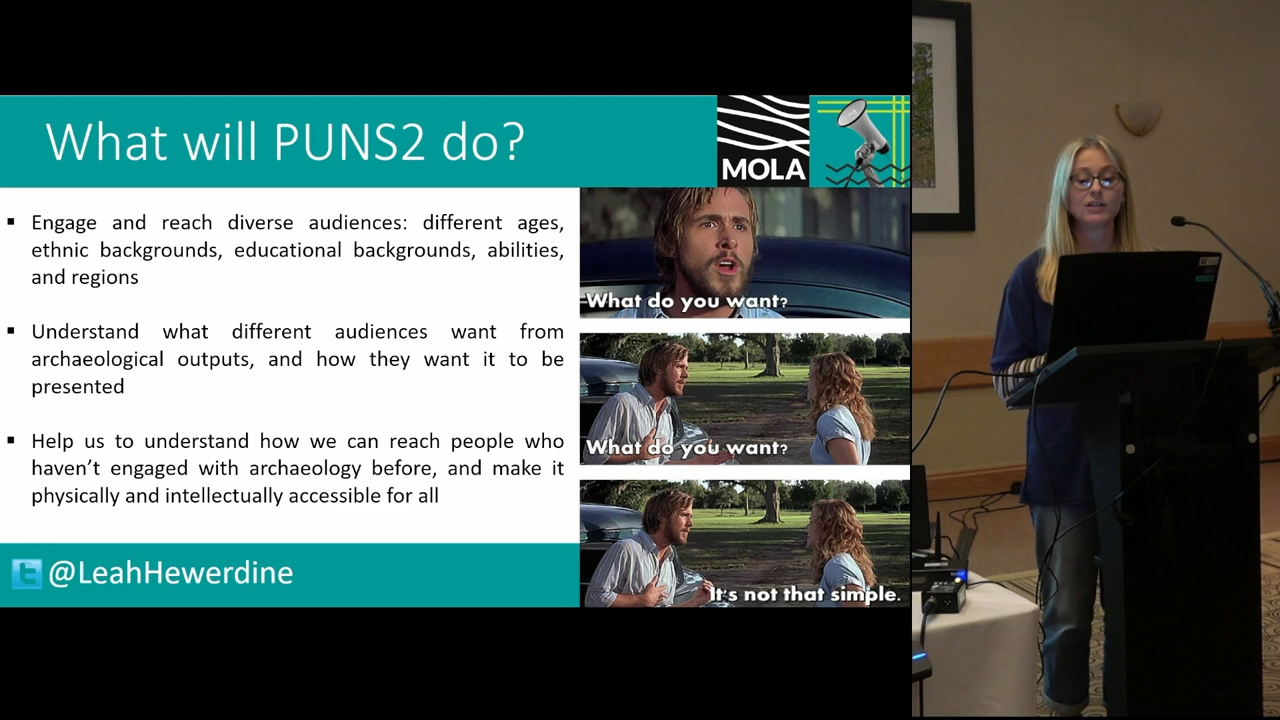 What will PUNS2 do?
MOLA
▪ Engage and reach diverse audiences: different ages,
ethnic backgrounds, educational backgrounds, abilities,
and regions
▪ Understand what different audiences want from
archaeological outputs, and how they want it to be
presented
▪ Help us to understand how we can reach people who
haven't engaged with archaeology before, and make it
physically and intellectually accessible for all
What do you want?
What do you want?
It's not that simple.
@LeahHewerdine